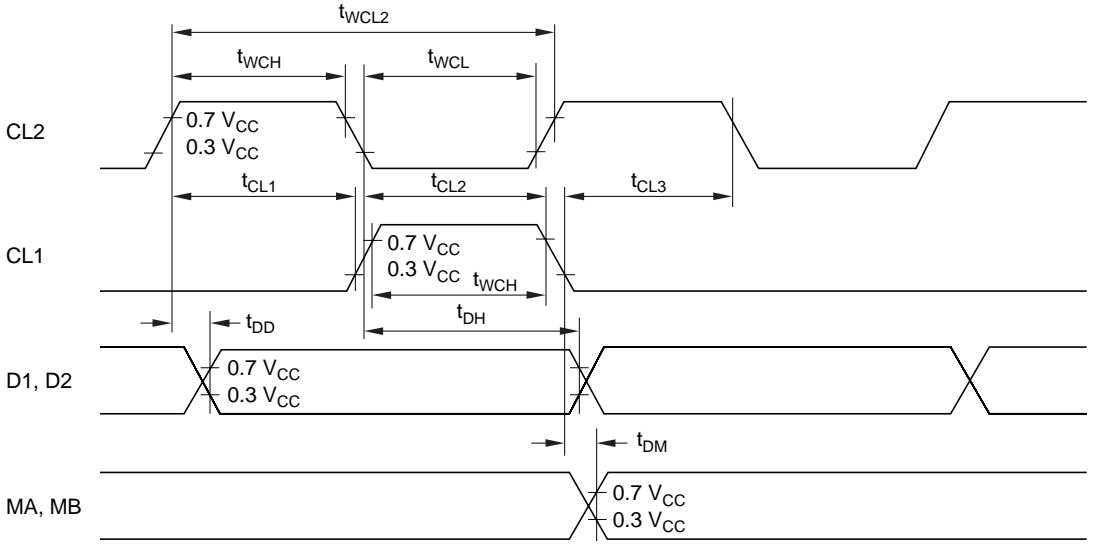 tWCL2
tWCH
tWCL
CL2
0.7 VCC
0.3 VCC
tCL1
tCL2
tCL3
CL1
0.7 VCC
0.3 VCC
tWCH
tDH
tDD
D1, D2
0.7 VCC
0.3 VCC
tDM
MA, MB
0.7 VCC
0.3 VCC